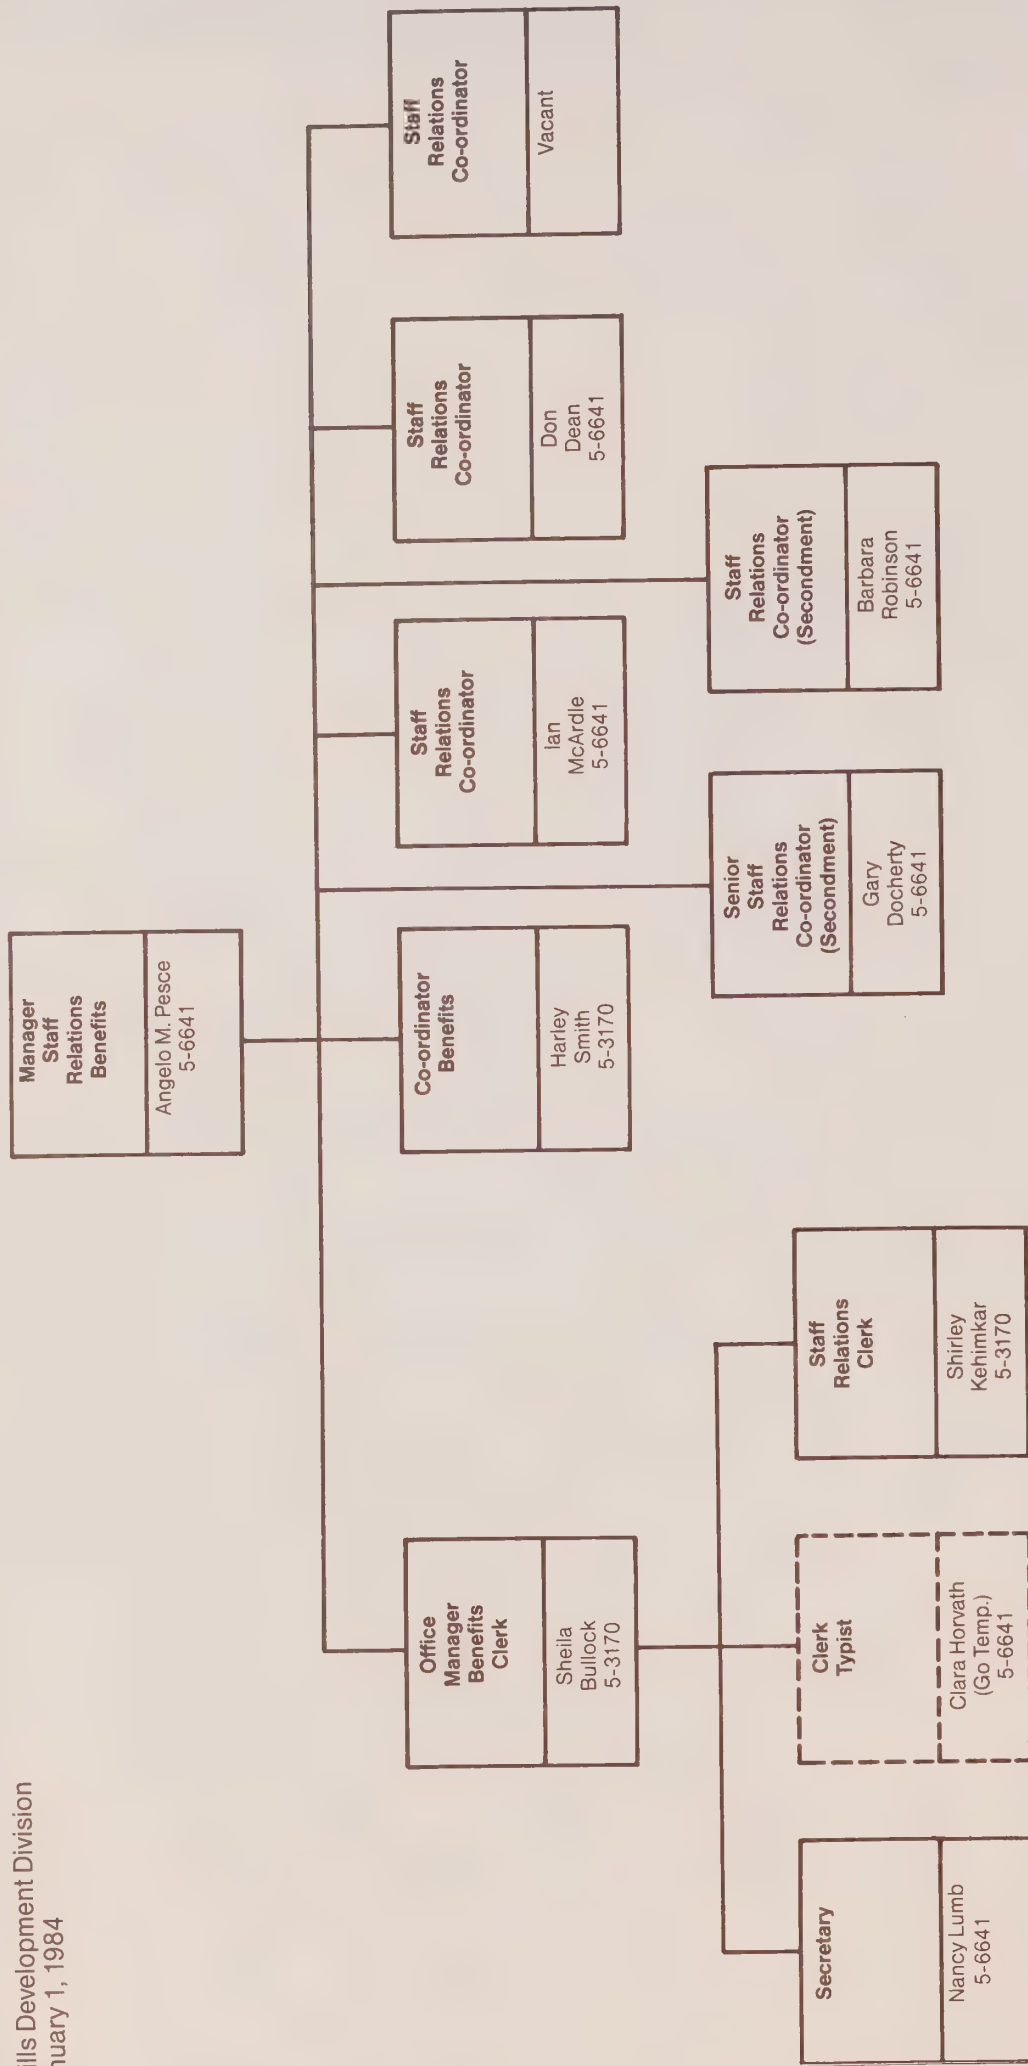 ills Development Division
nuary 1, 1984
Manager
Staff
Relations
Benefits
Angelo M. Pesce
5-6641
Office
Manager
Benefits
Clerk
Sheila
Bullock
5-3170
Co-ordinator
Benefits
Harley
Smith
5-3170
Staff
Relations
Co-ordinator
Ian
McArdle
5-6641
Staff
Relations
Co-ordinator
Don
Dean
5-6641
Staff
Relations
Co-ordinator
Vacant
Senior
Staff
Relations
Co-ordinator
(Secondment)
Gary
Docherty
5-6641
Staff
Relations
Co-ordinator
(Secondment)
Barbara
Robinson
5-6641
Secretary
Nancy Lumb
5-6641
Clerk
Typist
Clara Horvath
(Go Temp.)
5-6641
Staff
Relations
Clerk
Shirley
Kehimkar
5-3170